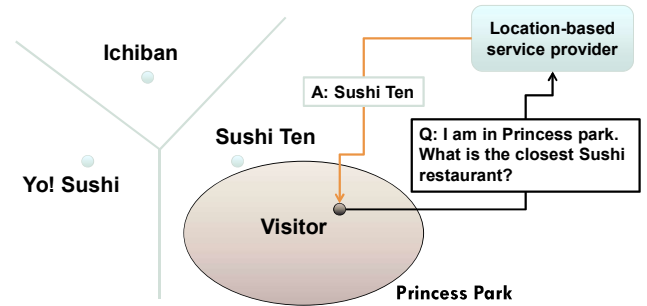 Location-based
service provider
Ichiban
A: Sushi Ten
Q: I am in Princess park.
What is the closest Sushi
restaurant?
Sushi Ten
Yo! Sushi
Visitor
Princess Park